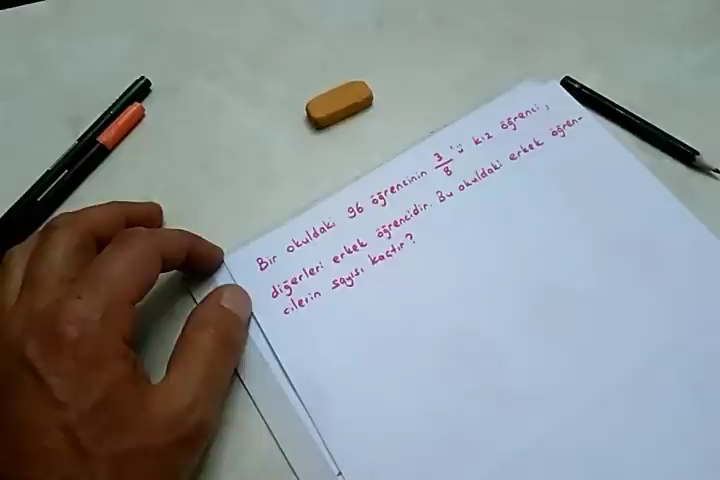 Bir okuldaki 96 öğrencinin 3/8'ü kız öğrenci,
diğerleri erkek öğrencidir. Bu okuldaki erkek öğren-
cilerin sayısı kaçtır?